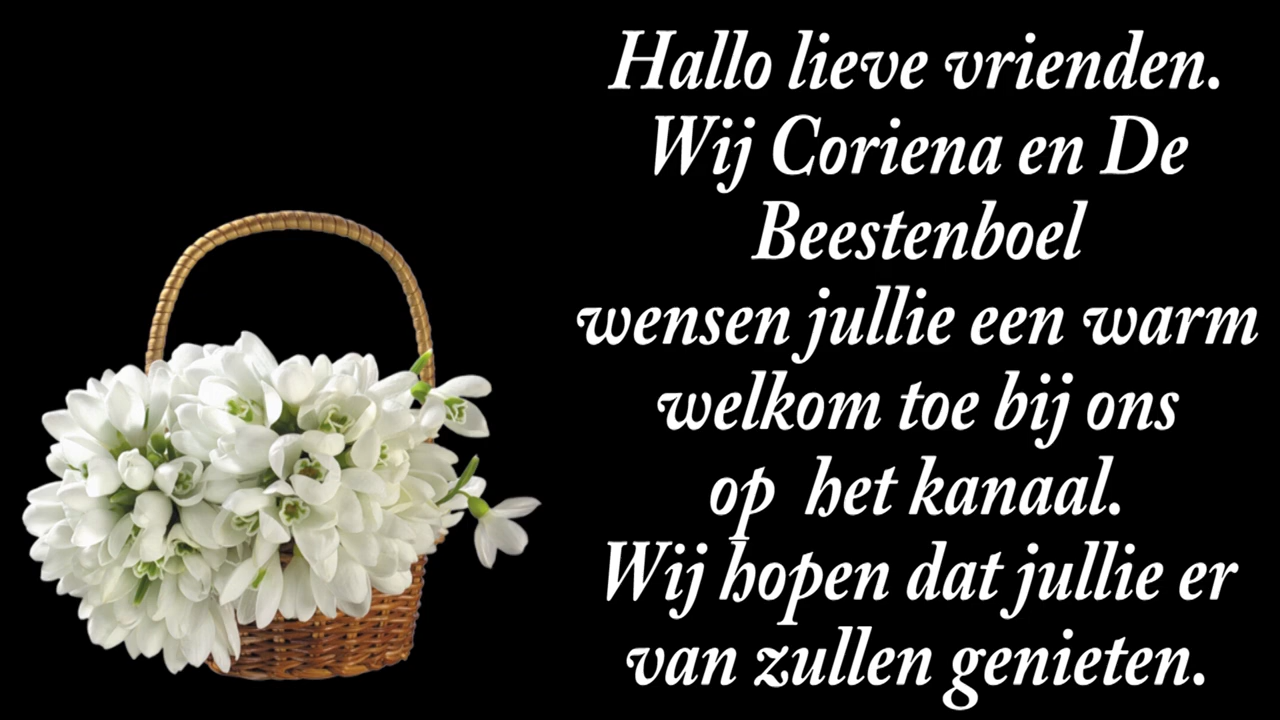 Hallo lieve vrienden.
Wij Coriena en De
Beestenboel
wensen jullie een warm
welkom toe bij ons
op het kanaal.
Wij hopen dat jullie er
van zullen genieten.